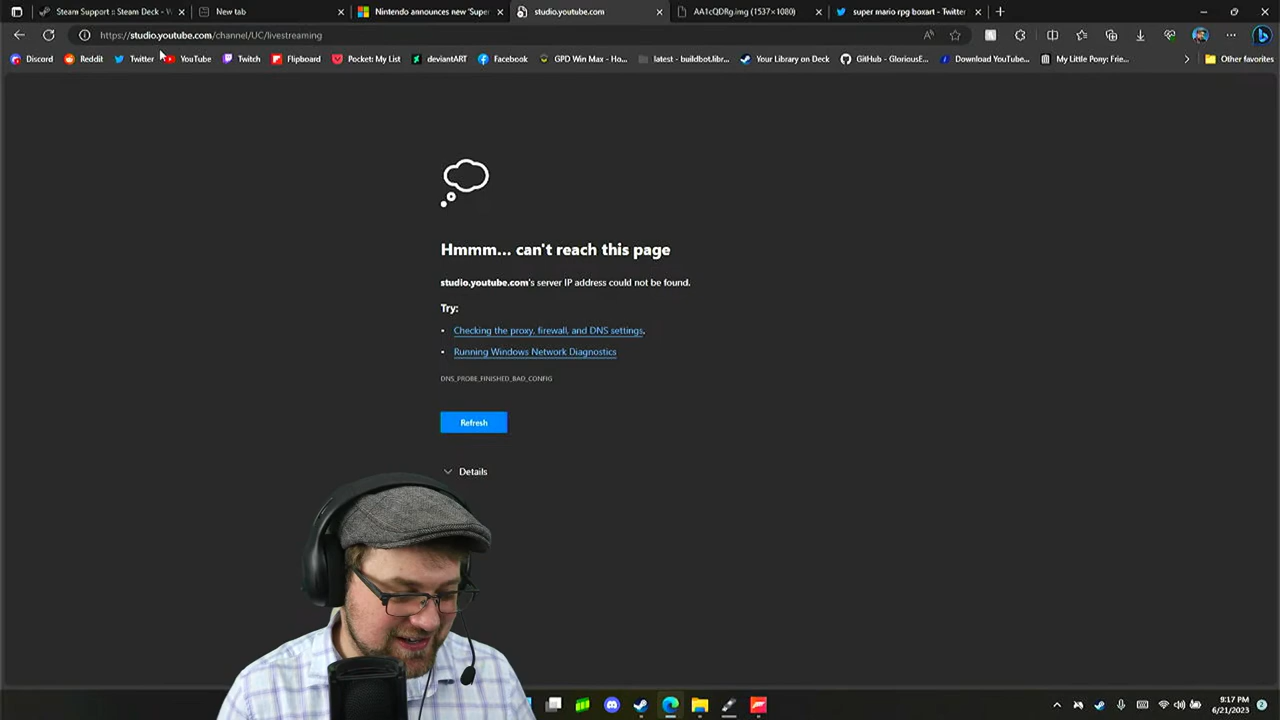 Steam Support :: Steam Deck - W
New tab
Nintendo announces new 'Super
studio.youtube.com
AA1cQDRg.img (1537×1080)
super mario rpg boxart - Twitter
https://studio.youtube.com/channel/UC/livestreaming
Discord
Reddit
Twitter
YouTube
Twitch
Flipboard
Pocket: My List
deviantART
Facebook
GPD Win Max - Ho...
latest - buildbot.libr...
Your Library on Deck
GitHub - GloriousE...
Download YouTube...
My Little Pony: Frie...
Other favorites
Hmmm... can't reach this page
studio.youtube.com's server IP address could not be found.
Try:
• Checking the proxy, firewall, and DNS settings.
• Running Windows Network Diagnostics
DNS_PROBE_FINISHED_BAD_CONFIG
Refresh
Details
9:17 PM
6/21/2023